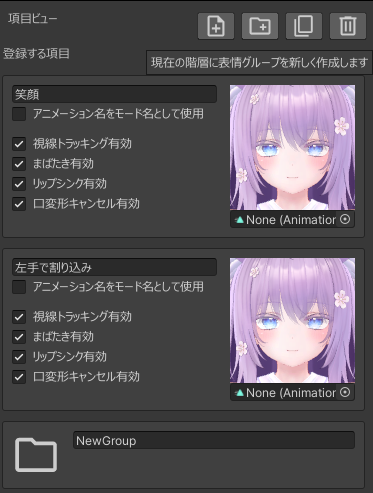 項目ビュー
登録する項目
現在の階層に表情グループを新しく作成します
笑顔
アニメーション名をモード名として使用
視線トラッキング有効
まばたき有効
リップシンク有効
口変形キャンセル有効
None (Animation
左手で割り込み
アニメーション名をモード名として使用
視線トラッキング有効
まばたき有効
リップシンク有効
口変形キャンセル有効
None (Animation
NewGroup